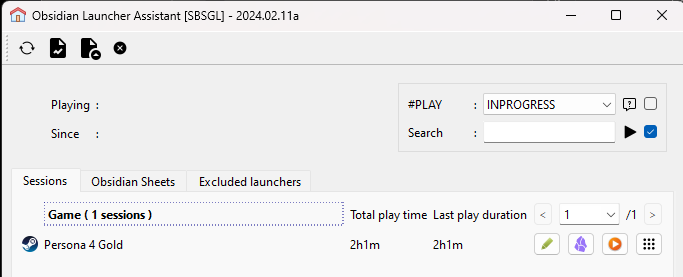 Obsidian Launcher Assistant [SBSGL] - 2024.02.11a
Playing :
#PLAY : INPROGRESS
Since :
Search :
Sessions Obsidian Sheets Excluded launchers
Game ( 1 sessions ) Total play time Last play duration < 1 /1 >
Persona 4 Gold 2h1m 2h1m